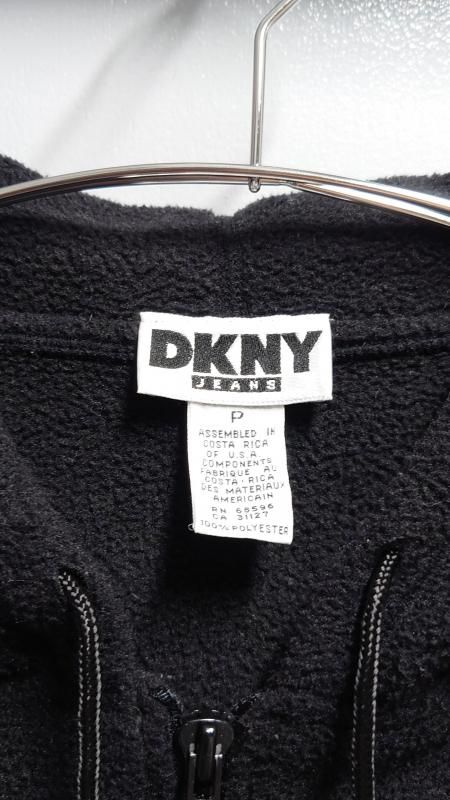 DKNY
JEANS
P
ASSEMBLED IN
COSTA RICA
OF U.S.A.
COMPONENTS
FABRIQUE AU
COSTA·RICA
DES MATERIAUX
AMERICAIN
RN 68596
CA 31127
100% POLYESTER